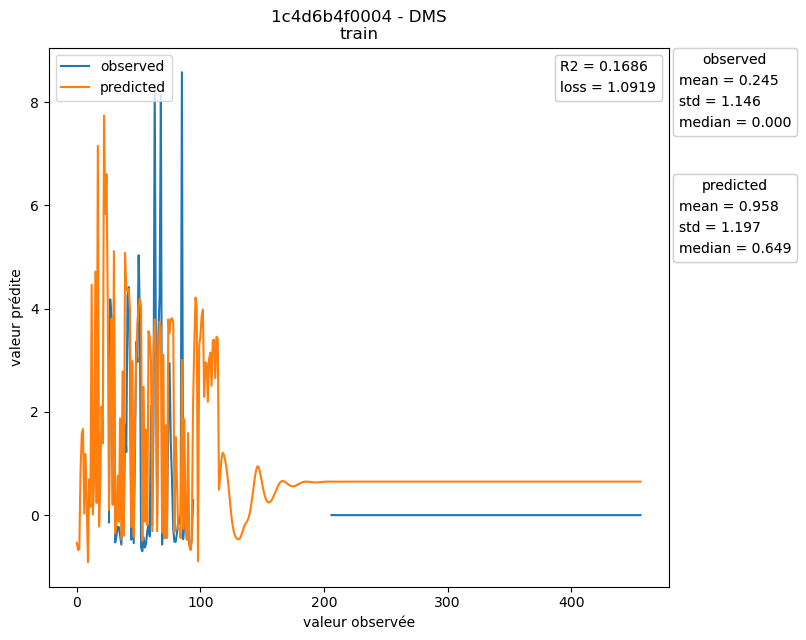 1c4d6b4f0004 - DMS
train
observed
predicted
R2 = 0.1686
loss = 1.0919
observed
mean = 0.245
std = 1.146
median = 0.000
predicted
mean = 0.958
std = 1.197
median = 0.649
valeur prédite
8
6
4
2
0
0
100
200
300
400
valeur observée